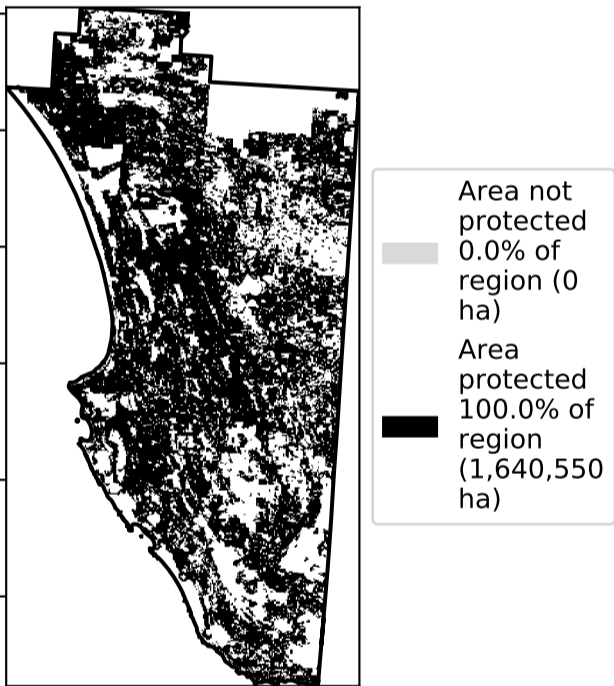 Area not
protected
0.0% of
region (0
ha)
Area
protected
100.0% of
region
(1,640,550
ha)